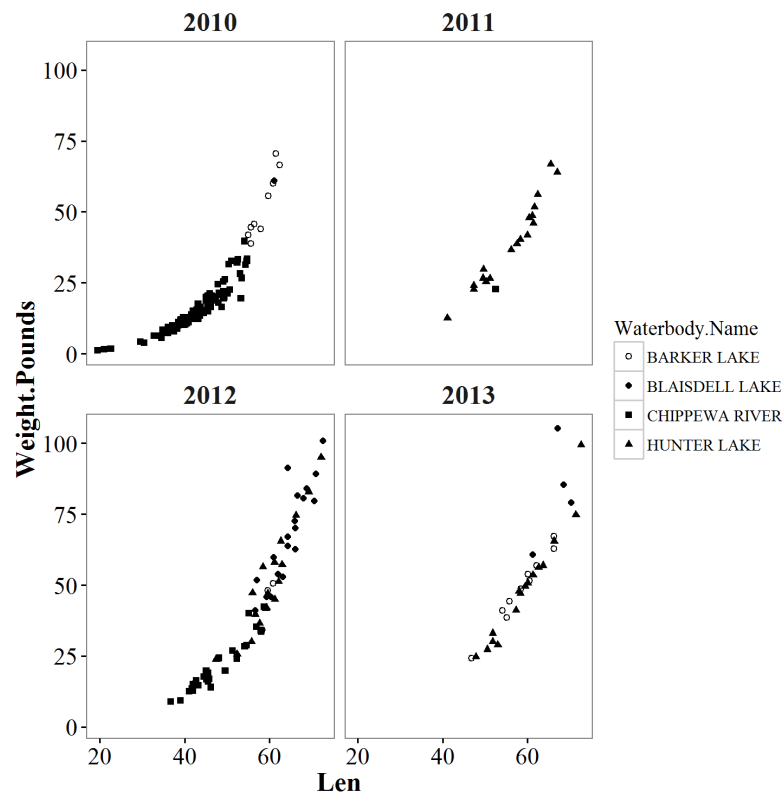 2010
2011
100
75
50
25
0
Weight.Pounds
Waterbody.Name
BARKER LAKE
BLAISDELL LAKE
CHIPPEWA RIVER
HUNTER LAKE
2012
2013
100
75
50
25
0
20 40 60 20 40 60
Len